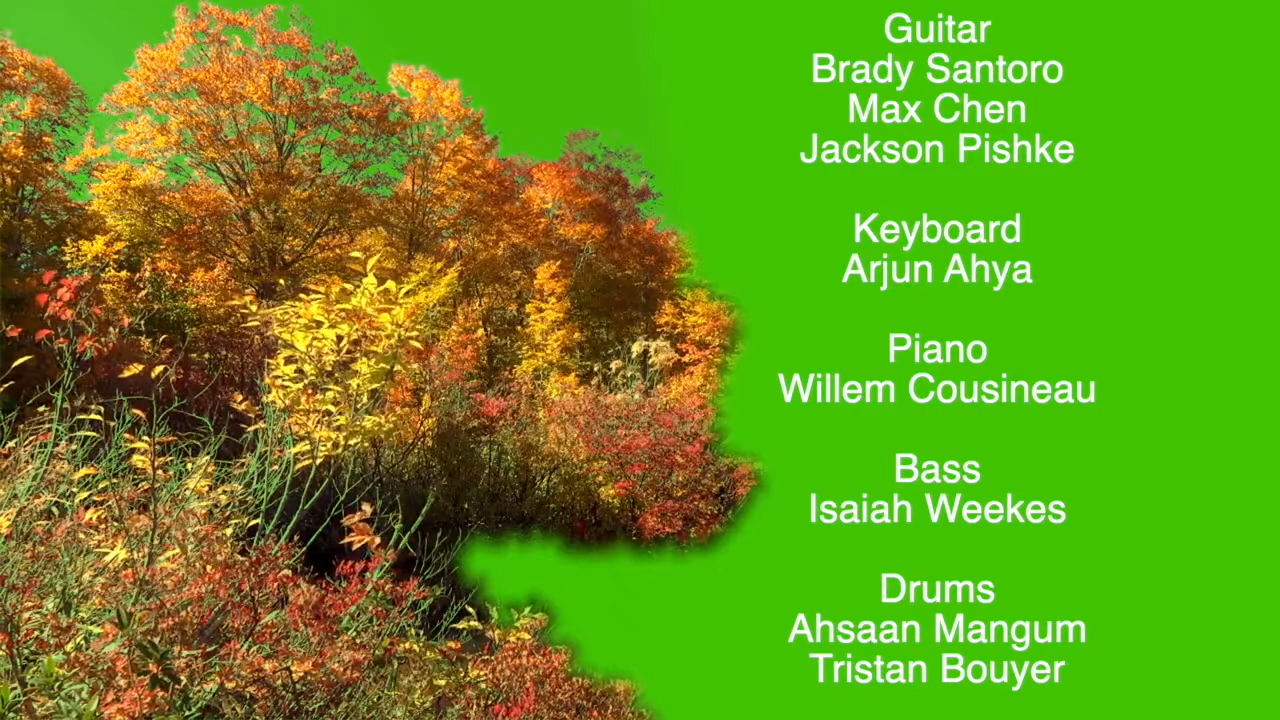 Guitar
Brady Santoro
Max Chen
Jackson Pishke
Keyboard
Arjun Ahya
Piano
Willem Cousineau
Bass
Isaiah Weekes
Drums
Ahsaan Mangum
Tristan Bouyer